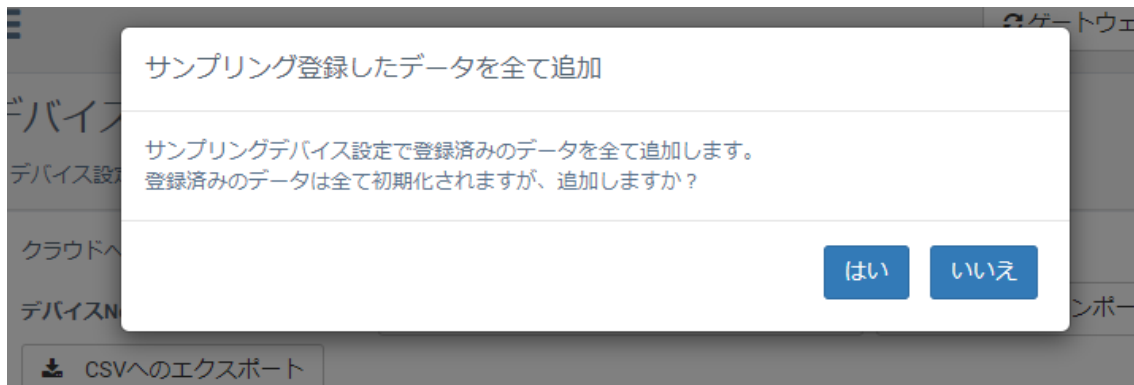 ゲートウェ
サンプリング登録したデータを全て追加
デバイス
サンプリングデバイス設定で登録済みのデータを全て追加します。
デバイス設定
登録済みのデータは全て初期化されますが、追加しますか？
クラウドへ
はい いいえ
デバイスN
ンポー
CSVへのエクスポート